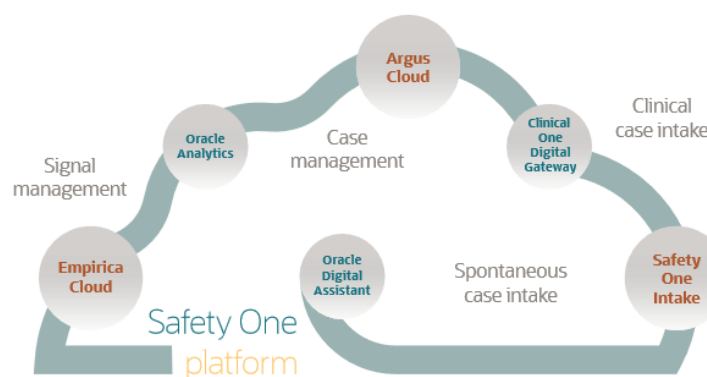 Argus
Cloud
Clinical
case intake
Oracle
Analytics
Case
management
Clinical
One
Digital
Gateway
Signal
management
Empirica
Cloud
Oracle
Digital
Assistant
Spontaneous
case intake
Safety
One
Intake
Safety One
platform